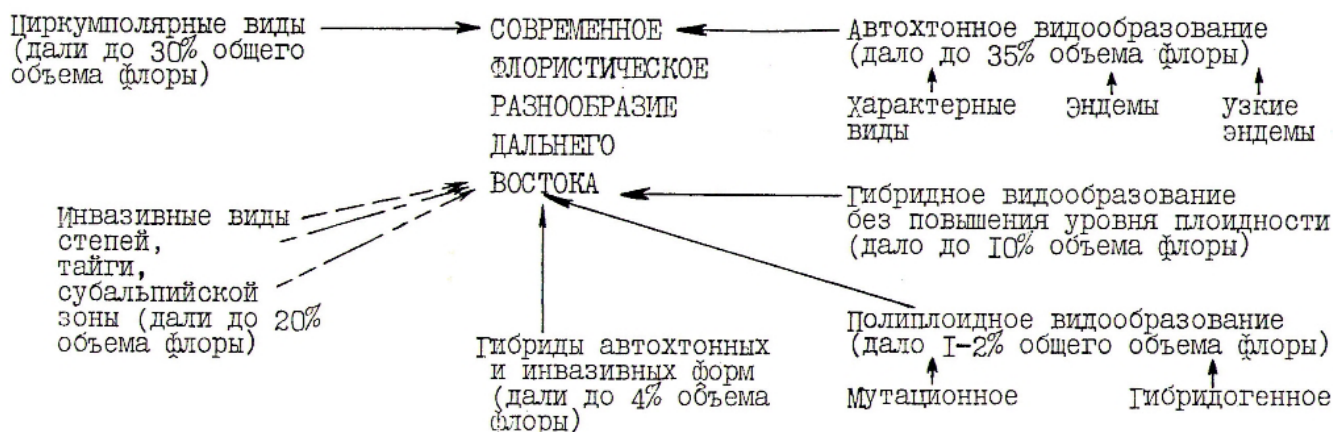 Циркумполярные виды
(дали до 30% общего
объема флоры)
СОВРЕМЕННОЕ
ФЛОРИСТИЧЕСКОЕ
РАЗНООБРАЗИЕ
ДАЛЬНЕГО
ВОСТОКА
Автохтонное видообразование
(дало до 35% объема флоры)
Характерные
виды
Эндемы
Узкие
эндемы
Инвазивные виды
степей,
тайги,
субальпийской
зоны (дали до 20%
объема флоры)
Гибридное видообразование
без повышения уровня плоидности
(дало до I0% объема флоры)
Гибриды автохтонных
и инвазивных форм
(дали до 4% объема
флоры)
Полиплоидное видообразование
(дало I-2% общего объема флоры)
Мутационное
Гибридогенное